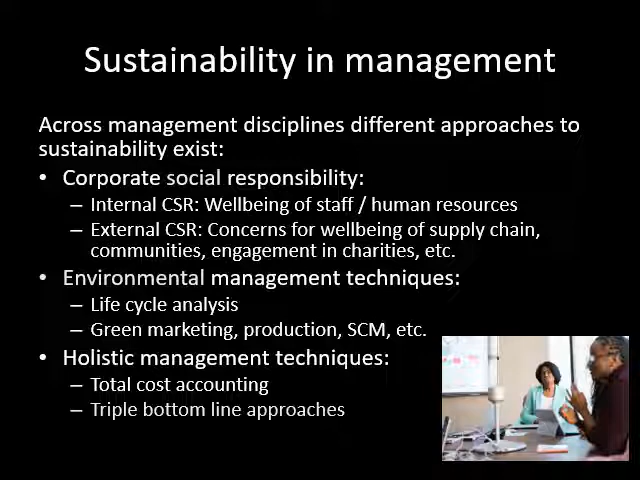 Sustainability in management
Across management disciplines different approaches to
sustainability exist:
• Corporate social responsibility:
– Internal CSR: Wellbeing of staff / human resources
– External CSR: Concerns for wellbeing of supply chain,
communities, engagement in charities, etc.
• Environmental management techniques:
– Life cycle analysis
– Green marketing, production, SCM, etc.
• Holistic management techniques:
– Total cost accounting
– Triple bottom line approaches